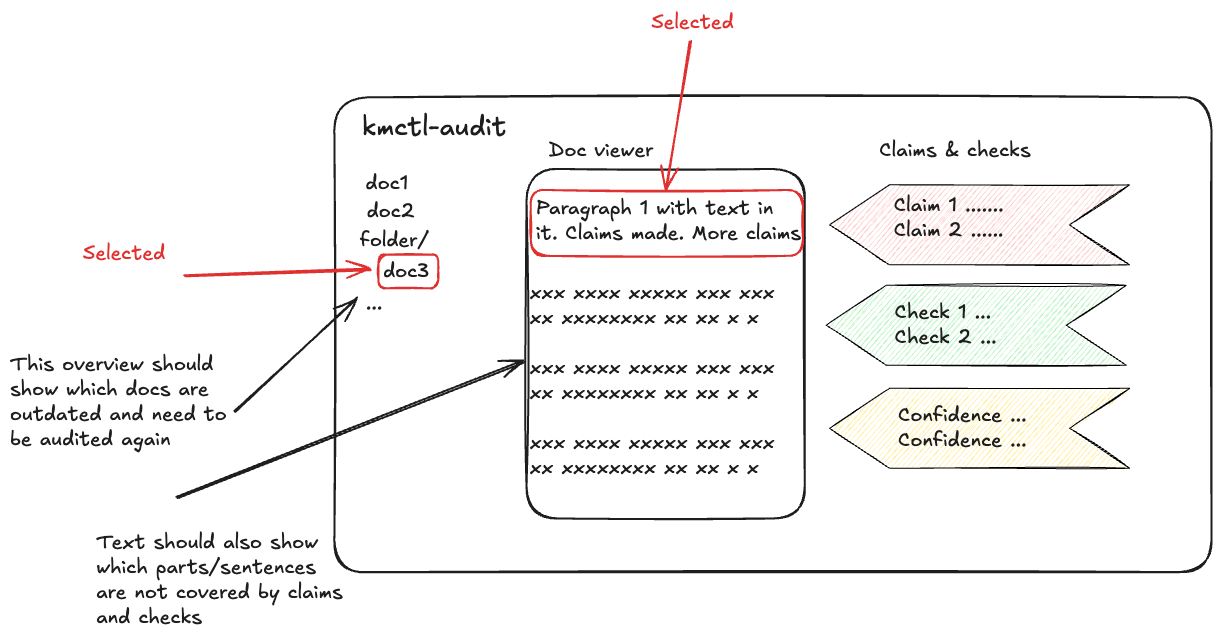 Selected
kmctl-audit
Doc viewer
Claims & checks
doc1
doc2
folder/
doc3
...
Selected
Paragraph 1 with text in
it. Claims made. More claims
xxx xxxx xxxxx xxx xxx
xx xxxxxxxx xx xx x x
xxx xxxx xxxxx xxx xxx
xx xxxxxxxx xx xx x x
xxx xxxx xxxxx xxx xxx
xx xxxxxxxx xx xx x x
Claim 1 .......
Claim 2 ......
Check 1 ...
Check 2 ...
Confidence ...
Confidence ...
This overview should
show which docs are
outdated and need to
be audited again
Text should also show
which parts/sentences
are not covered by claims
and checks